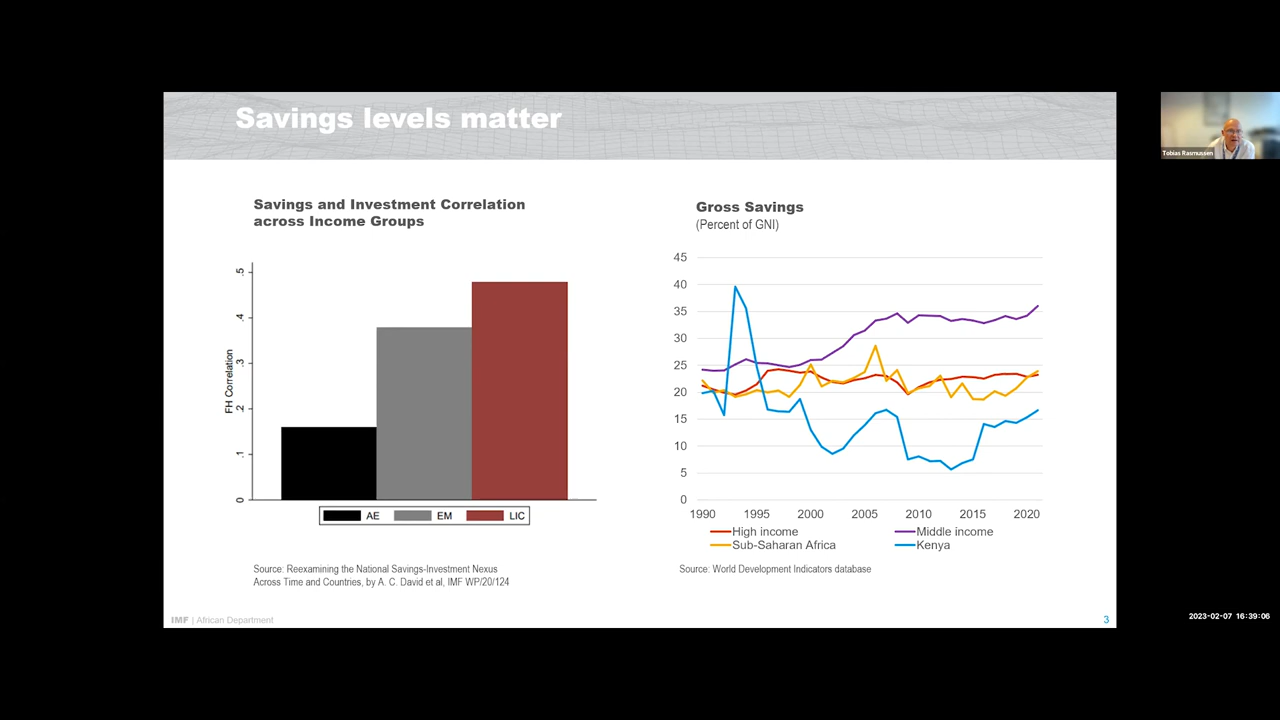 Savings levels matter
Tobias Rasmussen
Savings and Investment Correlation
across Income Groups
FH Correlation
.5
.4
.3
.2
.1
0
AE
EM
LIC
Source: Reexamining the National Savings-Investment Nexus
Across Time and Countries, by A. C. David et al, IMF WP/20/124
Gross Savings
(Percent of GNI)
45
40
35
30
25
20
15
10
5
0
1990 1995 2000 2005 2010 2015 2020
High income
Middle income
Sub-Saharan Africa
Kenya
Source: World Development Indicators database
IMF | African Department
3
2023-02-07 16:39:06